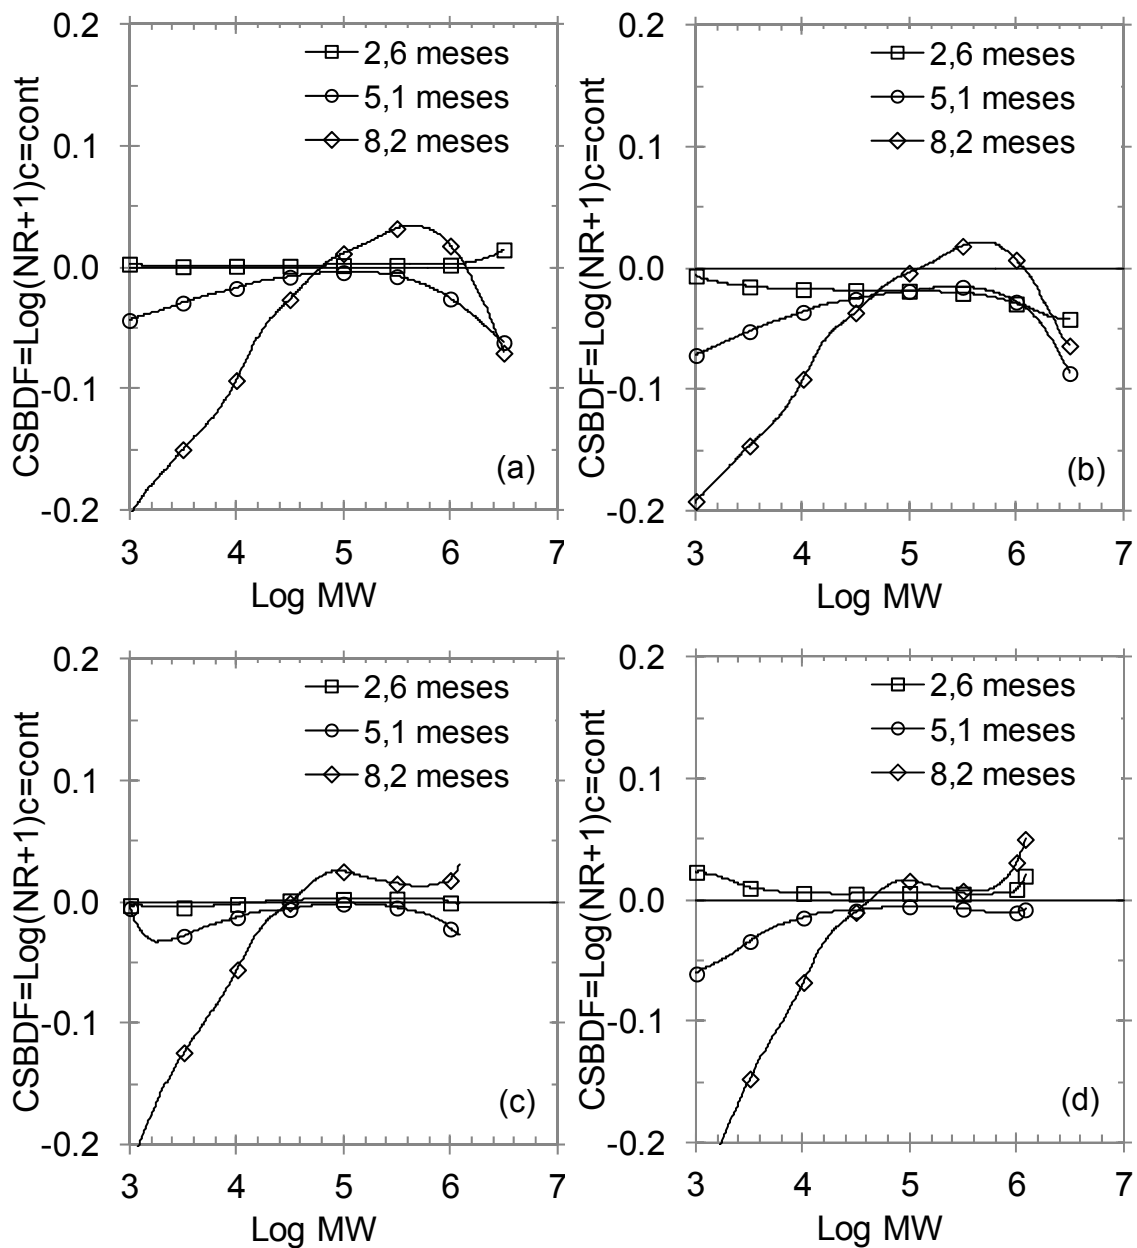 CSBDF=Log(NR+1)c=cont
0.2
0.1
0.0
-0.1
-0.2
2,6 meses
5,1 meses
8,2 meses
(a)
3 4 5 6 7
Log MW
CSBDF=Log(NR+1)c=cont
0.2
0.1
0.0
-0.1
-0.2
2,6 meses
5,1 meses
8,2 meses
(b)
3 4 5 6 7
Log MW
CSBDF=Log(NR+1)c=cont
0.2
0.1
0.0
-0.1
-0.2
2,6 meses
5,1 meses
8,2 meses
(c)
3 4 5 6 7
Log MW
CSBDF=Log(NR+1)c=cont
0.2
0.1
0.0
-0.1
-0.2
2,6 meses
5,1 meses
8,2 meses
(d)
3 4 5 6 7
Log MW